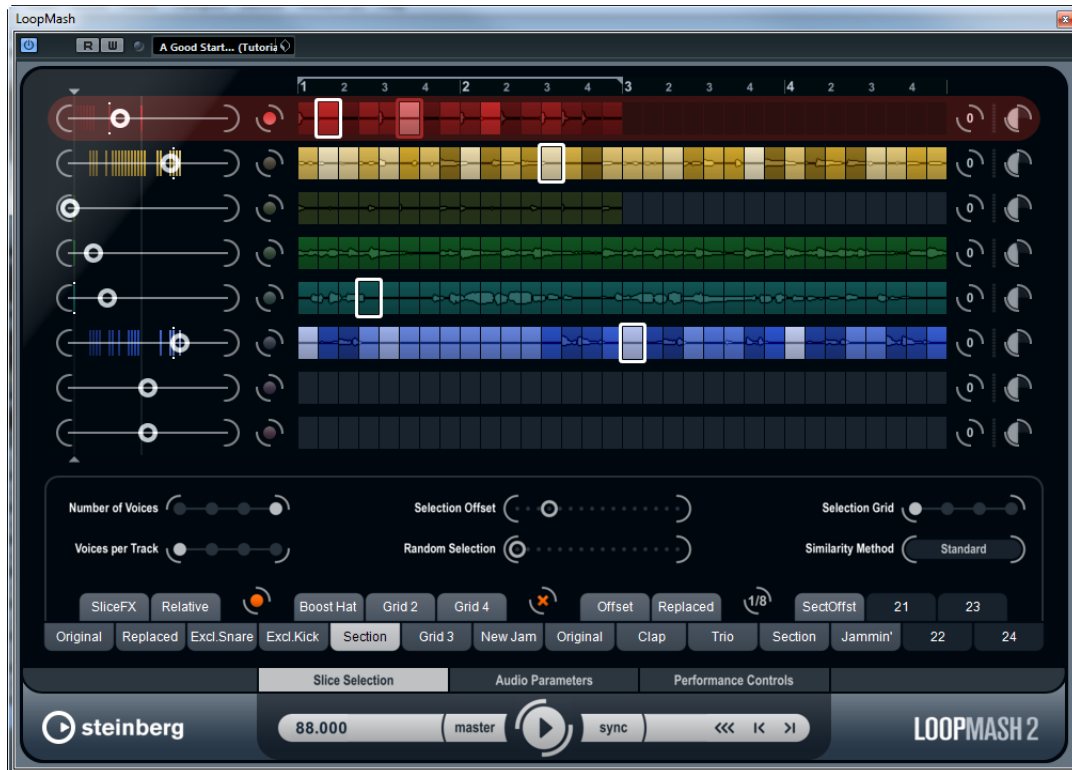 LoopMash
R W A Good Start... (Tutoria
1 2 3 4 2 2 3 4 3 2 3 4 4 2 3 4
0
0
0
0
0
0
0
0
Number of Voices Selection Offset Selection Grid
Voices per Track Random Selection Similarity Method Standard
SliceFX Relative Boost Hat Grid 2 Grid 4 Offset Replaced 1/8 SectOffst 21 23
Original Replaced Excl.Snare Excl.Kick Section Grid 3 New Jam Original Clap Trio Section Jammin' 22 24
Slice Selection Audio Parameters Performance Controls
steinberg 88.000 master sync LOOPMASH 2